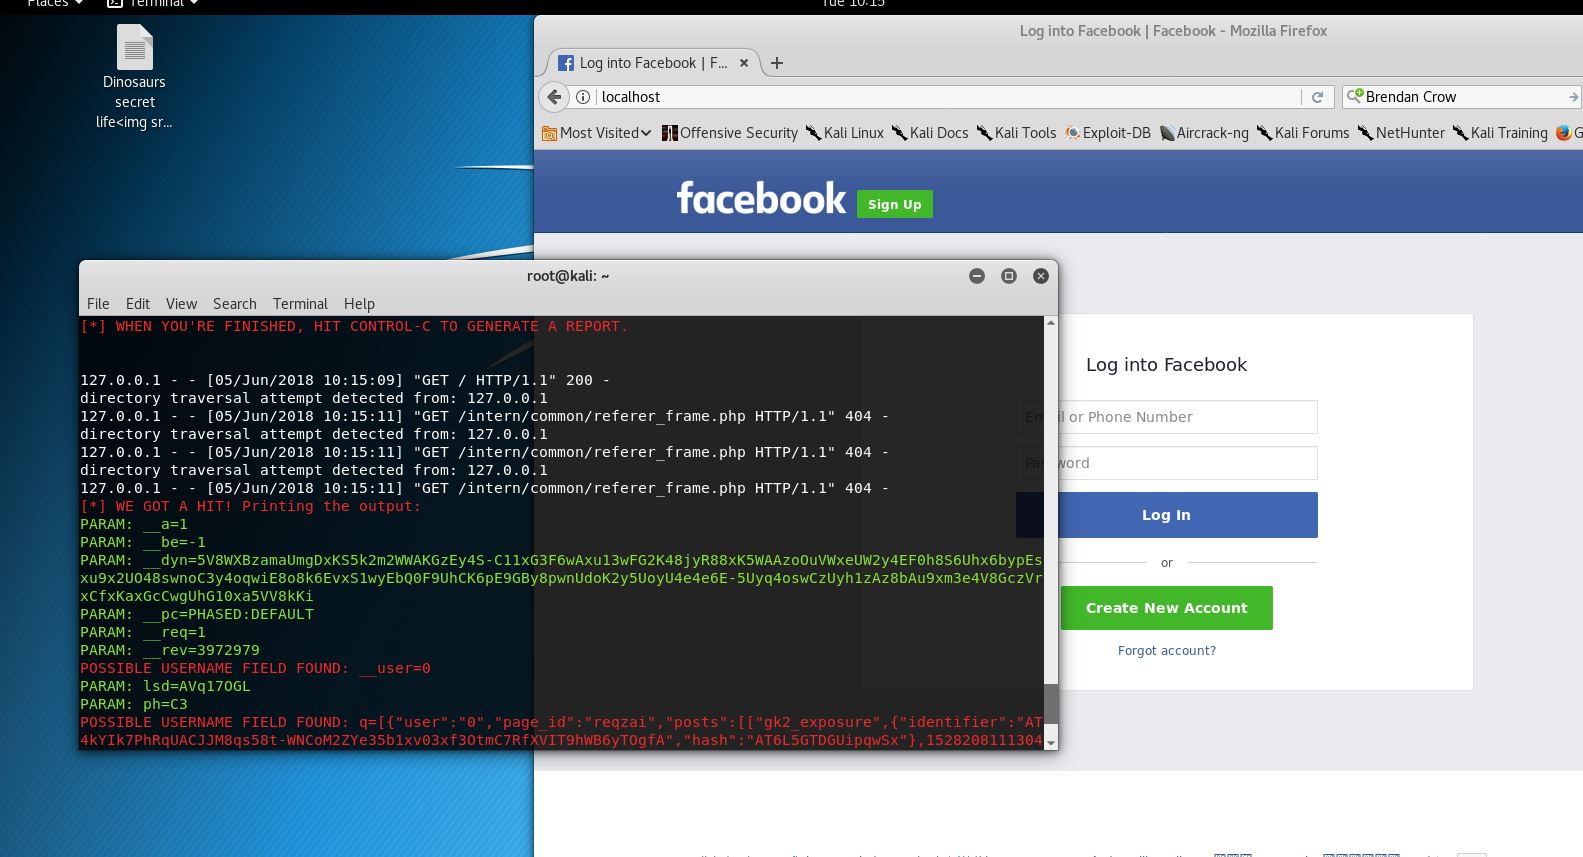 Places
Terminal
Tue 10:15
Dinosaurs
secret
life<img sr...
Log into Facebook | Facebook - Mozilla Firefox
Log into Facebook | F...
localhost
Brendan Crow
Most Visited Offensive Security Kali Linux Kali Docs Kali Tools Exploit-DB Aircrack-ng Kali Forums NetHunter Kali Training G
facebook Sign Up
root@kali: ~
File Edit View Search Terminal Help
[*] WHEN YOU'RE FINISHED, HIT CONTROL-C TO GENERATE A REPORT.
127.0.0.1 - - [05/Jun/2018 10:15:09] "GET / HTTP/1.1" 200 -
directory traversal attempt detected from: 127.0.0.1
127.0.0.1 - - [05/Jun/2018 10:15:11] "GET /intern/common/referer_frame.php HTTP/1.1" 404 -
directory traversal attempt detected from: 127.0.0.1
127.0.0.1 - - [05/Jun/2018 10:15:11] "GET /intern/common/referer_frame.php HTTP/1.1" 404 -
directory traversal attempt detected from: 127.0.0.1
127.0.0.1 - - [05/Jun/2018 10:15:11] "GET /intern/common/referer_frame.php HTTP/1.1" 404 -
[*] WE GOT A HIT! Printing the output:
PARAM: __a=1
PARAM: __be=-1
PARAM: __dyn=5V8WXBzamaUmgDxKS5k2m2WWAKGzEy4S-C11xG3F6wAxu13wFG2K48jyR88xK5WAAzoOuVWxeUW2y4EF0h8S6Uhx6bypEs
xu9x2UO48swnoC3y4oqwiE8o8k6EvxS1wyEbQ0F9UhCK6pE9GBy8pwnUdoK2y5UoyU4e4e6E-5Uyq4oswCzUyh1zAz8bAu9xm3e4V8GczVr
xCfxKaxGcCwgUhG10xa5VV8kKi
PARAM: __pc=PHASED:DEFAULT
PARAM: __req=1
PARAM: __rev=3972979
POSSIBLE USERNAME FIELD FOUND: __user=0
PARAM: lsd=AVq17OGL
PARAM: ph=C3
POSSIBLE USERNAME FIELD FOUND: q=[{"user":"0","page_id":"reqzai","posts":[["gk2_exposure",{"identifier":"AT
4kYIk7PhRqUACJJM8qs58t-WNCoM2ZYe35b1xv03xf3OtmC7RfXVIT9hWB6yTOgfA","hash":"AT6L5GTDGUipqwSx"},1528208111304
Log into Facebook
Email or Phone Number
Password
Log In
or
Create New Account
Forgot account?